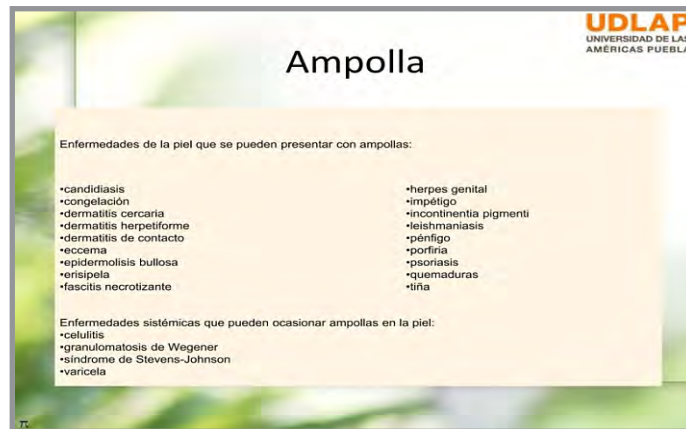 UDLAP
UNIVERSIDAD DE LAS
AMÉRICAS PUEBLA
Ampolla
Enfermedades de la piel que se pueden presentar con ampollas:
•candidiasis
•congelación
•dermatitis cercaria
•dermatitis herpetiforme
•dermatitis de contacto
•eccema
•epidermolisis bullosa
•erisipela
•fascitis necrotizante
•herpes genital
•impétigo
•incontinentia pigmenti
•leishmaniasis
•pénfigo
•porfiria
•psoriasis
•quemaduras
•tiña
Enfermedades sistémicas que pueden ocasionar ampollas en la piel:
•celulitis
•granulomatosis de Wegener
•síndrome de Stevens-Johnson
•varicela